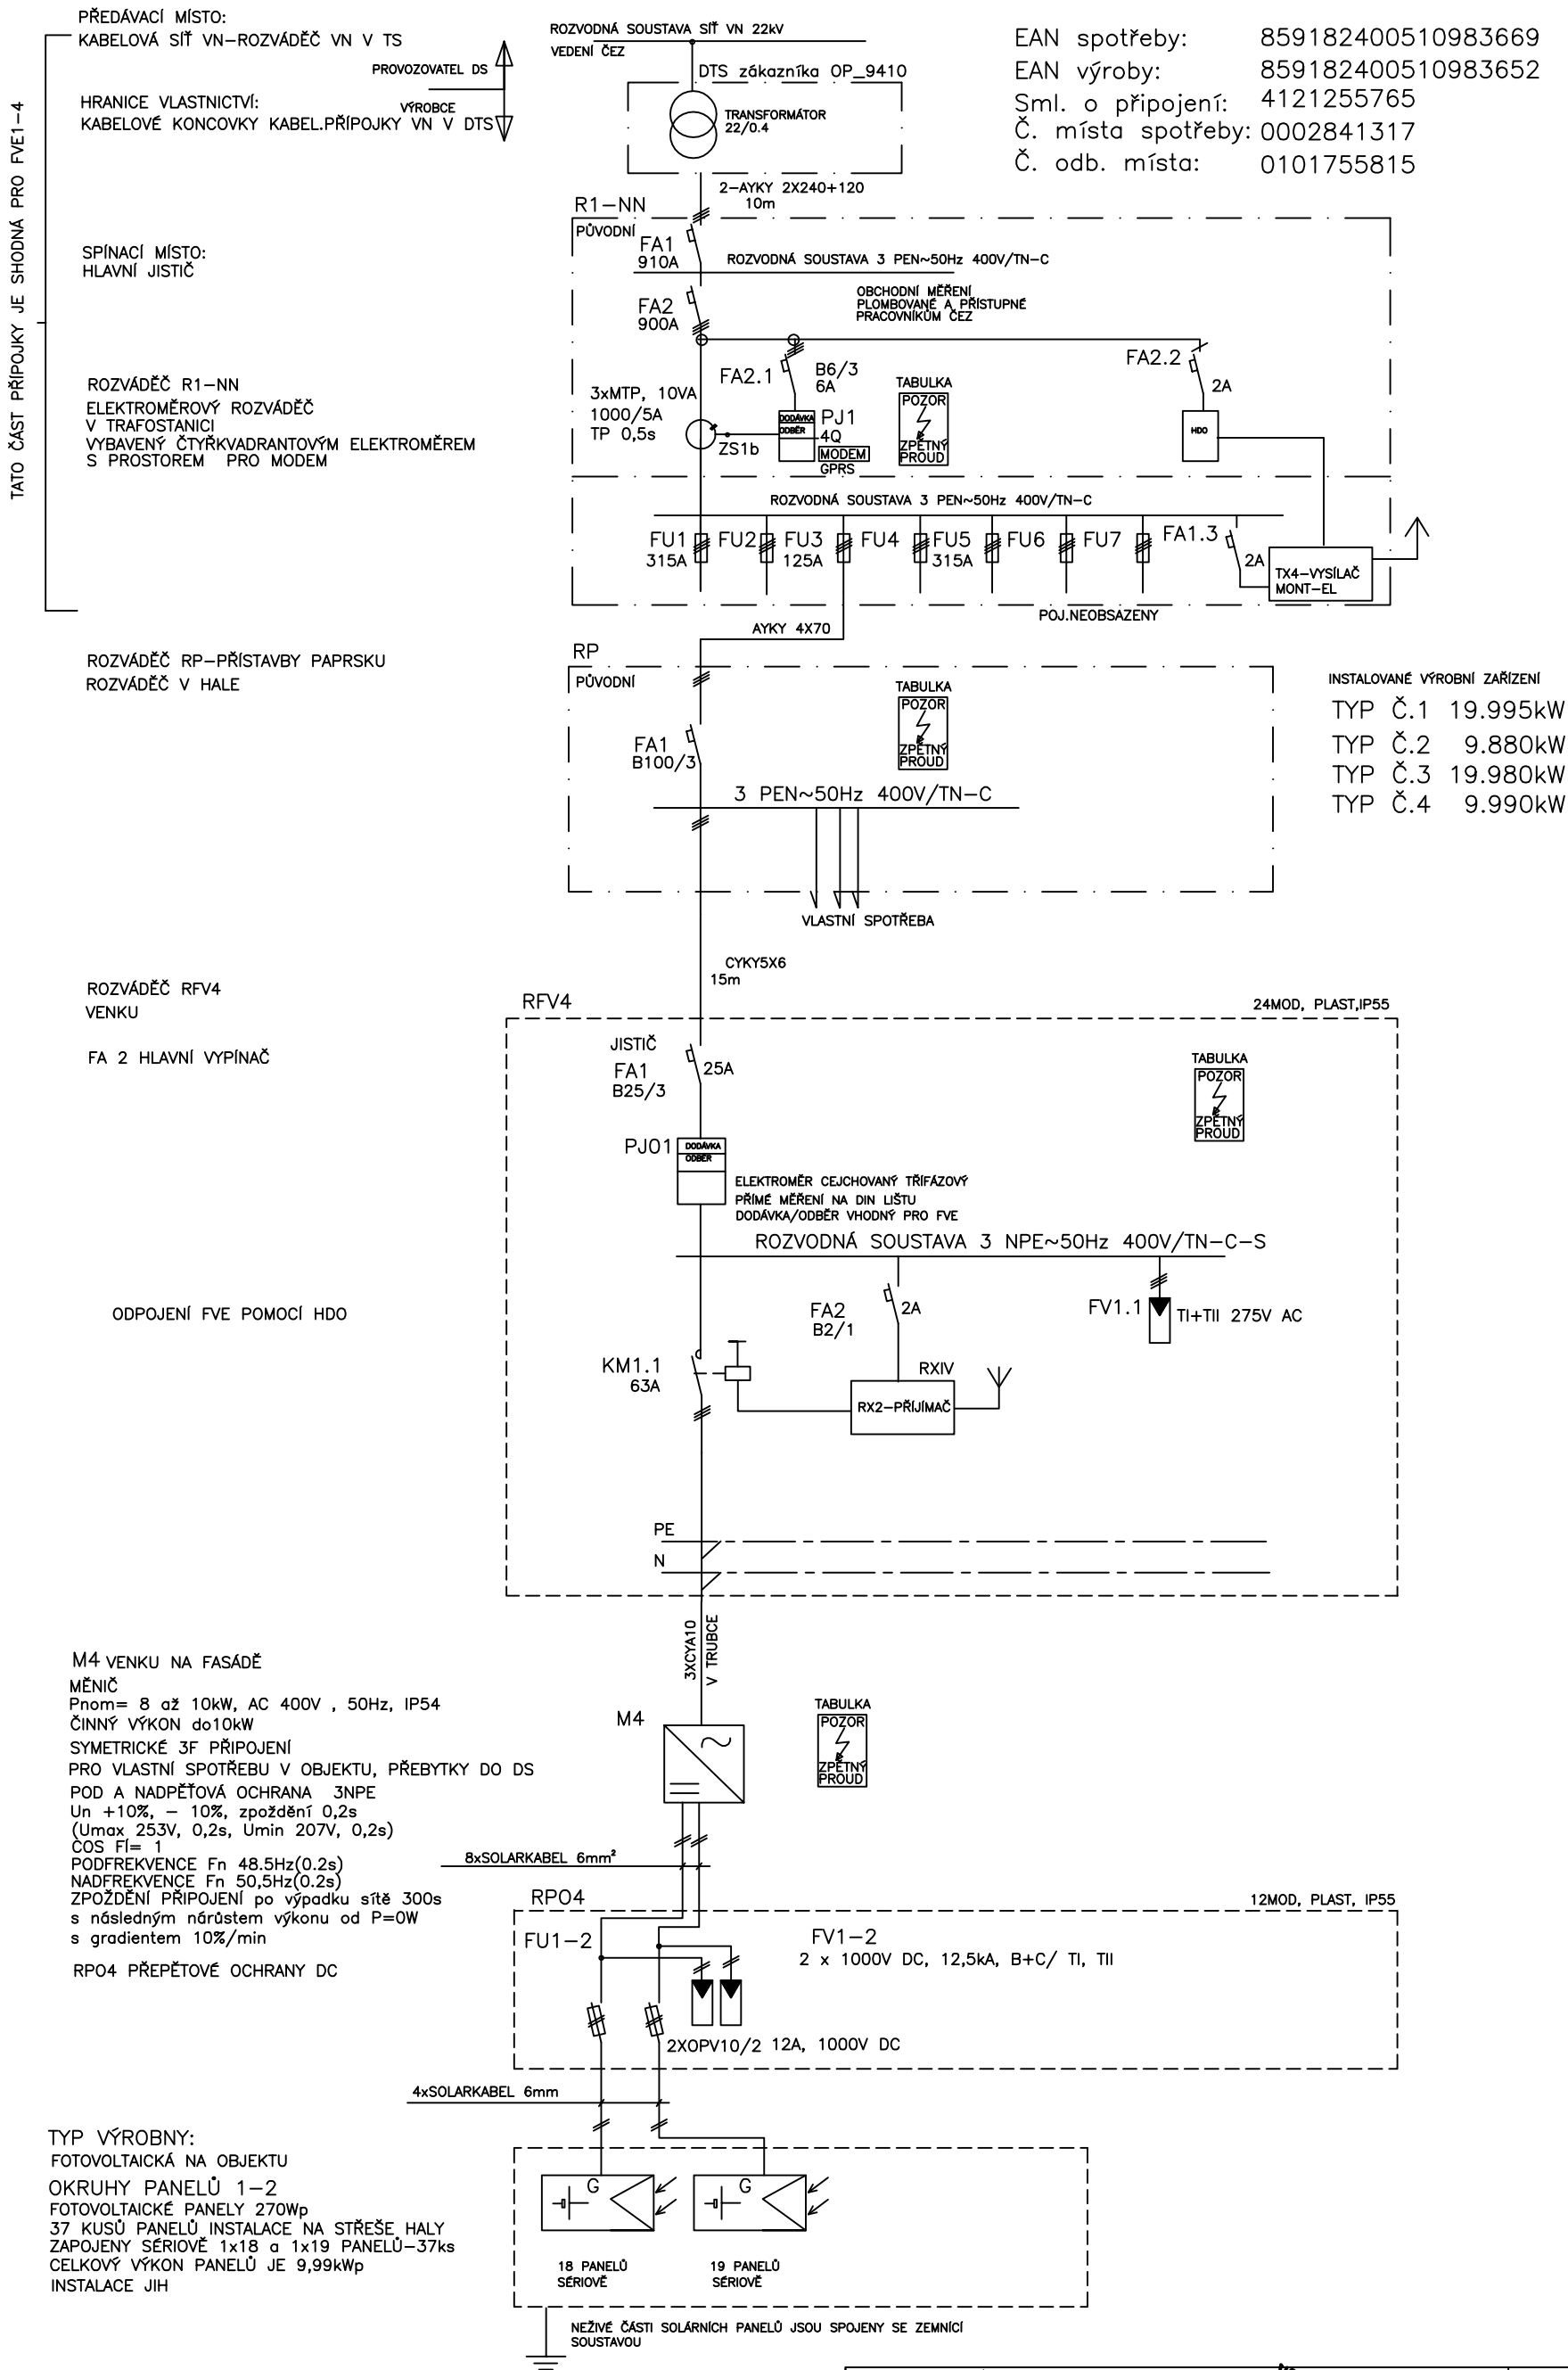 PŘEDÁVACÍ MÍSTO:
KABELOVÁ SÍŤ VN-ROZVÁDĚČ VN V TS
PROVOZOVATEL DS
HRANICE VLASTNICTVÍ:
VÝROBCE
KABELOVÉ KONCOVKY KABEL.PŘÍPOJKY VN V DTS
TATO ČÁST PŘÍPOJKY JE SHODNÁ PRO FVE1-4
ROZVODNÁ SOUSTAVA SÍŤ VN 22kV
VEDENÍ ČEZ
DTS zákazníka OP_9410
TRANSFORMÁTOR
22/0.4
EAN spotřeby: 859182400510983669
EAN výroby: 859182400510983652
Sml. o připojení: 4121255765
Č. místa spotřeby: 0002841317
Č. odb. místa: 0101755815
2-AYKY 2X240+120
10m
R1-NN
PŮVODNÍ
SPÍNACÍ MÍSTO:
HLAVNÍ JISTIČ
FA1
910A
ROZVODNÁ SOUSTAVA 3 PEN~50Hz 400V/TN-C
FA2
900A
OBCHODNÍ MĚŘENÍ
PLOMBOVANÉ A PŘÍSTUPNÉ
PRACOVNÍKŮM ČEZ
ROZVÁDĚČ R1-NN
ELEKTROMĚROVÝ ROZVÁDĚČ
V TRAFOSTANICI
VYBAVENÝ ČTYŘKVADRANTOVÝM ELEKTROMĚREM
S PROSTOREM PRO MODEM
3xMTP, 10VA
1000/5A
TP 0,5s
ZS1b
FA2.1
B6/3
6A
DODÁVKA
ODBĚR
PJ1
4Q
MODEM
GPRS
TABULKA
POZOR
ZPĚTNÝ
PROUD
FA2.2
2A
HDO
ROZVODNÁ SOUSTAVA 3 PEN~50Hz 400V/TN-C
FU1
315A
FU2
FU3
125A
FU4
FU5
315A
FU6
FU7
FA1.3
2A
TX4-VYSÍLAČ
MONT-EL
POJ.NEOBSAZENY
AYKY 4X70
ROZVÁDĚČ RP-PŘÍSTAVBY PAPRSKU
ROZVÁDĚČ V HALE
RP
PŮVODNÍ
FA1
B100/3
TABULKA
POZOR
ZPĚTNÝ
PROUD
3 PEN~50Hz 400V/TN-C
VLASTNÍ SPOTŘEBA
INSTALOVANÉ VÝROBNÍ ZAŘÍZENÍ
TYP Č.1 19.995kW
TYP Č.2 9.880kW
TYP Č.3 19.980kW
TYP Č.4 9.990kW
CYKY5X6
15m
ROZVÁDĚČ RFV4
VENKU
FA 2 HLAVNÍ VYPÍNAČ
RFV4
24MOD, PLAST,IP55
JISTIČ
FA1
B25/3
25A
TABULKA
POZOR
ZPĚTNÝ
PROUD
PJ01
DODÁVKA
ODBĚR
ELEKTROMĚR CEJCHOVANÝ TŘÍFÁZOVÝ
PŘÍMÉ MĚŘENÍ NA DIN LIŠTU
DODÁVKA/ODBĚR VHODNÝ PRO FVE
ROZVODNÁ SOUSTAVA 3 NPE~50Hz 400V/TN-C-S
ODPOJENÍ FVE POMOCÍ HDO
FA2
B2/1
2A
FV1.1
TI+TII 275V AC
KM1.1
63A
RXIV
RX2-PŘÍJÍMAČ
PE
N
3XCYA10
V TRUBCE
M4 VENKU NA FASÁDĚ
MĚNIČ
Pnom= 8 až 10kW, AC 400V , 50Hz, IP54
ČINNÝ VÝKON do10kW
SYMETRICKÉ 3F PŘIPOJENÍ
PRO VLASTNÍ SPOTŘEBU V OBJEKTU, PŘEBYTKY DO DS
POD A NADPĚŤOVÁ OCHRANA 3NPE
Un +10%, - 10%, zpoždění 0,2s
(Umax 253V, 0,2s, Umin 207V, 0,2s)
COS FÍ= 1
PODFREKVENCE Fn 48.5Hz(0.2s)
NADFREKVENCE Fn 50,5Hz(0.2s)
ZPOŽDĚNÍ PŘIPOJENÍ po výpadku sítě 300s
s následným nárůstem výkonu od P=0W
s gradientem 10%/min
RPO4 PŘEPĚTOVÉ OCHRANY DC
M4
TABULKA
POZOR
ZPĚTNÝ
PROUD
8xSOLARKABEL 6mm²
RPO4
12MOD, PLAST, IP55
FU1-2
FV1-2
2 x 1000V DC, 12,5kA, B+C/ TI, TII
2XOPV10/2 12A, 1000V DC
4xSOLARKABEL 6mm
TYP VÝROBNY:
FOTOVOLTAICKÁ NA OBJEKTU
OKRUHY PANELŮ 1-2
FOTOVOLTAICKÉ PANELY 270Wp
37 KUSŮ PANELŮ INSTALACE NA STŘEŠE HALY
ZAPOJENY SÉRIOVĚ 1x18 a 1x19 PANELŮ-37ks
CELKOVÝ VÝKON PANELŮ JE 9,99kWp
INSTALACE JIH
G
G
18 PANELŮ
SÉRIOVĚ
19 PANELŮ
SÉRIOVĚ
NEŽIVÉ ČÁSTI SOLÁRNÍCH PANELŮ JSOU SPOJENY SE ZEMNÍCÍ
SOUSTAVOU